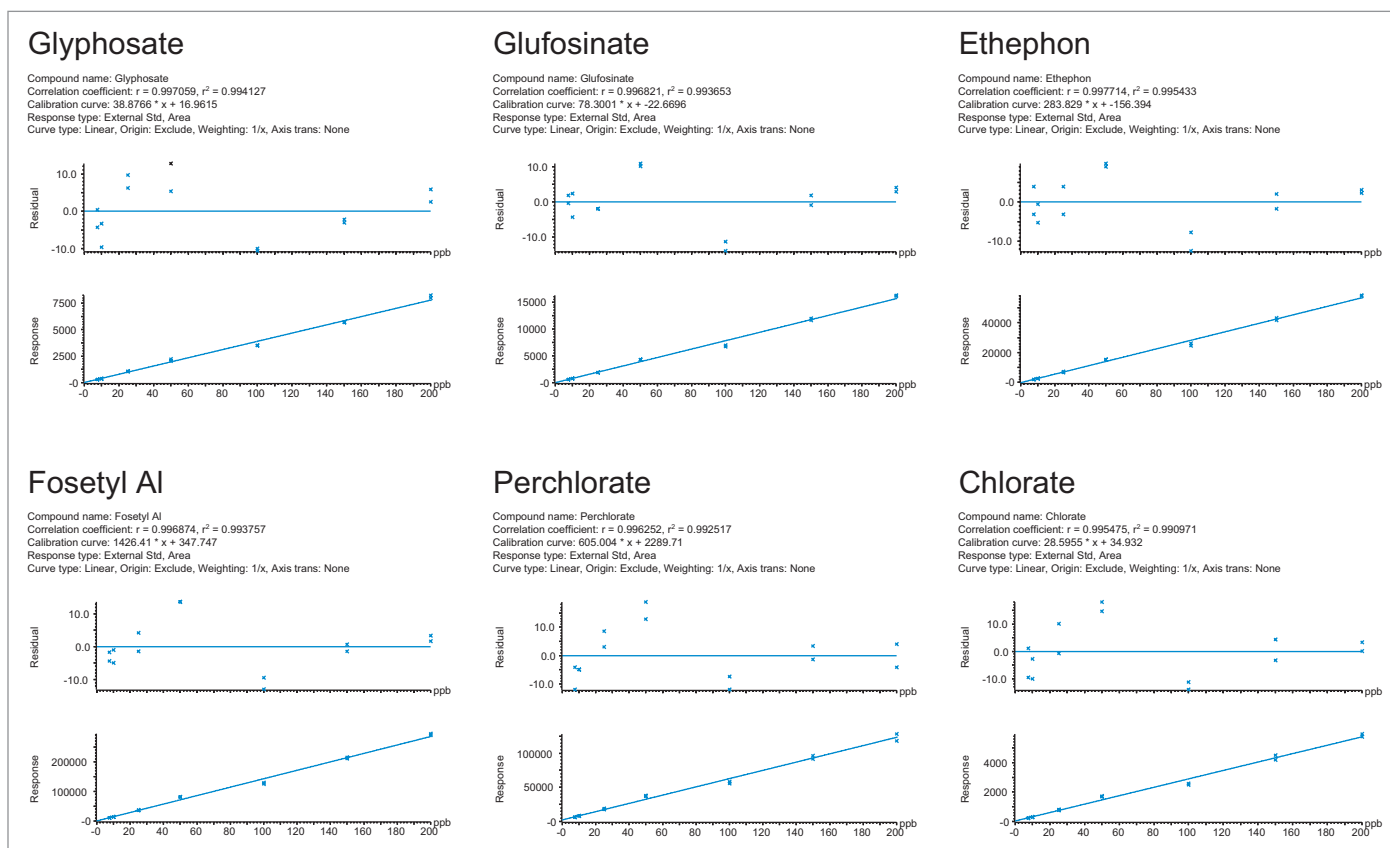 Glyphosate
Compound name: Glyphosate
Correlation coefficient: r = 0.997059, r² = 0.994127
Calibration curve: 38.8766 * x + 16.9615
Response type: External Std, Area
Curve type: Linear, Origin: Exclude, Weighting: 1/x, Axis trans: None
Residual
10.0
0.0
-10.0
ppb
Response
7500
5000
2500
-0
-0 20 40 60 80 100 120 140 160 180 200
ppb
Glufosinate
Compound name: Glufosinate
Correlation coefficient: r = 0.996821, r² = 0.993653
Calibration curve: 78.3001 * x + -22.6696
Response type: External Std, Area
Curve type: Linear, Origin: Exclude, Weighting: 1/x, Axis trans: None
Residual
10.0
0.0
-10.0
ppb
Response
15000
10000
5000
-0
-0 20 40 60 80 100 120 140 160 180 200
ppb
Ethephon
Compound name: Ethephon
Correlation coefficient: r = 0.997714, r² = 0.995433
Calibration curve: 283.829 * x + -156.394
Response type: External Std, Area
Curve type: Linear, Origin: Exclude, Weighting: 1/x, Axis trans: None
Residual
10.0
0.0
-10.0
ppb
Response
40000
20000
-0
-0 20 40 60 80 100 120 140 160 180 200
ppb
Fosetyl Al
Compound name: Fosetyl Al
Correlation coefficient: r = 0.996874, r² = 0.993757
Calibration curve: 1426.41 * x + 347.747
Response type: External Std, Area
Curve type: Linear, Origin: Exclude, Weighting: 1/x, Axis trans: None
Residual
10.0
0.0
-10.0
ppb
Response
200000
100000
-0
-0 20 40 60 80 100 120 140 160 180 200
ppb
Perchlorate
Compound name: Perchlorate
Correlation coefficient: r = 0.996252, r² = 0.992517
Calibration curve: 605.004 * x + 2289.71
Response type: External Std, Area
Curve type: Linear, Origin: Exclude, Weighting: 1/x, Axis trans: None
Residual
10.0
0.0
-10.0
ppb
Response
100000
50000
-0
-0 20 40 60 80 100 120 140 160 180 200
ppb
Chlorate
Compound name: Chlorate
Correlation coefficient: r = 0.995475, r² = 0.990971
Calibration curve: 28.5955 * x + 34.932
Response type: External Std, Area
Curve type: Linear, Origin: Exclude, Weighting: 1/x, Axis trans: None
Residual
10.0
0.0
-10.0
ppb
Response
4000
2000
-0
-0 20 40 60 80 100 120 140 160 180 200
ppb